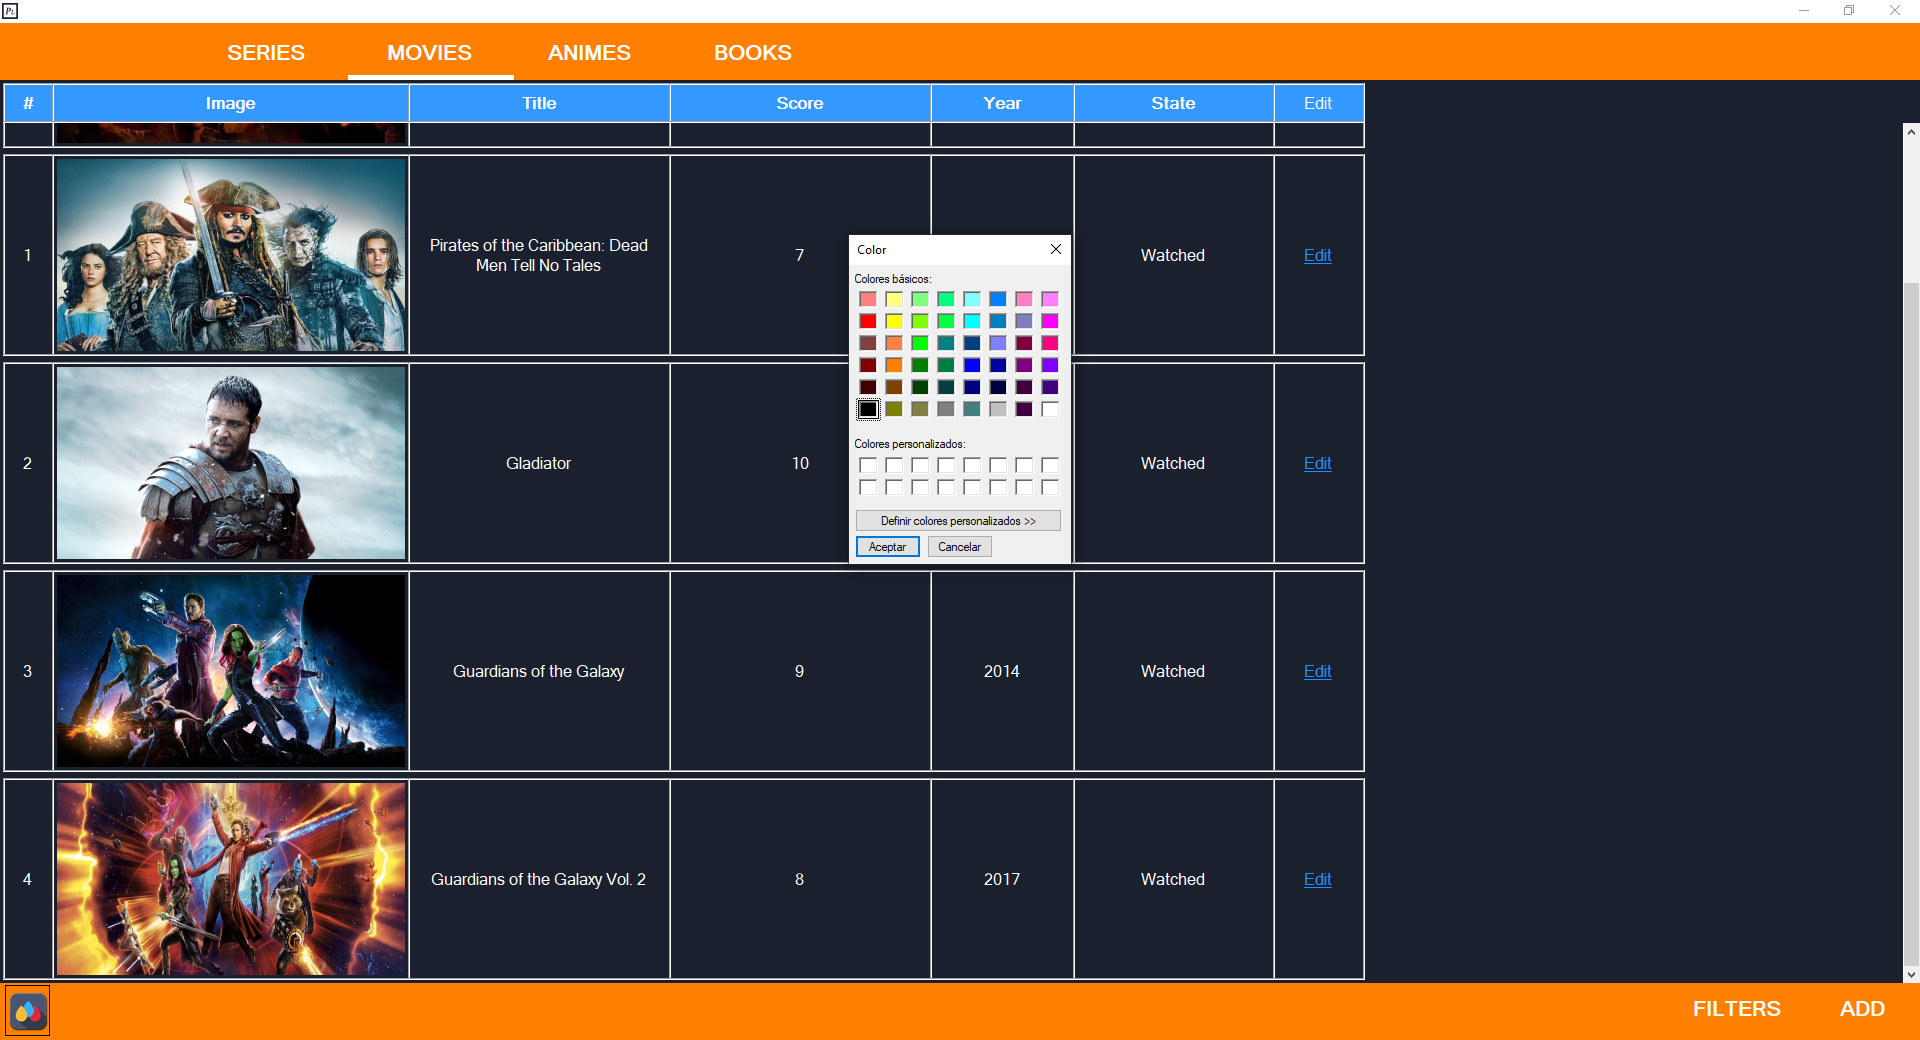 PL
SERIES MOVIES ANIMES BOOKS
# Image Title Score Year State Edit
1 Pirates of the Caribbean: Dead Men Tell No Tales 7 Watched Edit
Color
Colores básicos:
Colores personalizados:
Definir colores personalizados >>
Aceptar Cancelar
2 Gladiator 10 Watched Edit
3 Guardians of the Galaxy 9 2014 Watched Edit
4 Guardians of the Galaxy Vol. 2 8 2017 Watched Edit
FILTERS ADD